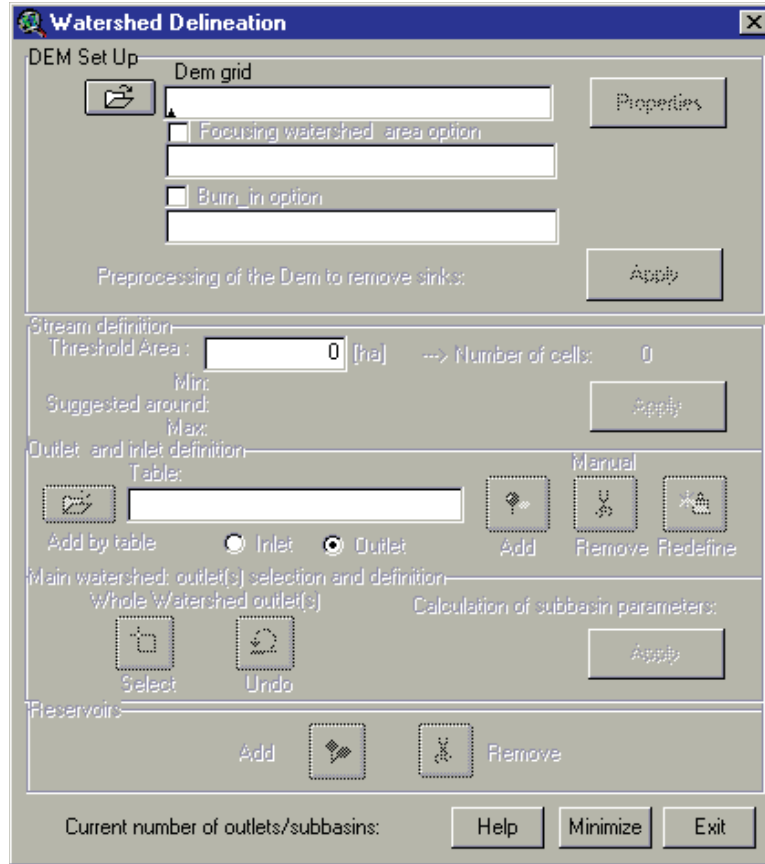 Watershed Delineation
DEM Set Up
Dem grid
Properties
Focusing watershed area option
Burn_in option
Preprocessing of the Dem to remove sinks:
Apply
Stream definition
Threshold Area : 0 [ha] ---> Number of cells: 0
Min:
Suggested around:
Apply
Max:
Outlet and inlet definition
Table:
Manual
Add by table Inlet Outlet Add Remove Redefine
Main watershed: outlet(s) selection and definition
Whole Watershed outlet(s)
Calculation of subbasin parameters:
Apply
Select Undo
Reservoirs
Add Remove
Current number of outlets/subbasins: Help Minimize Exit